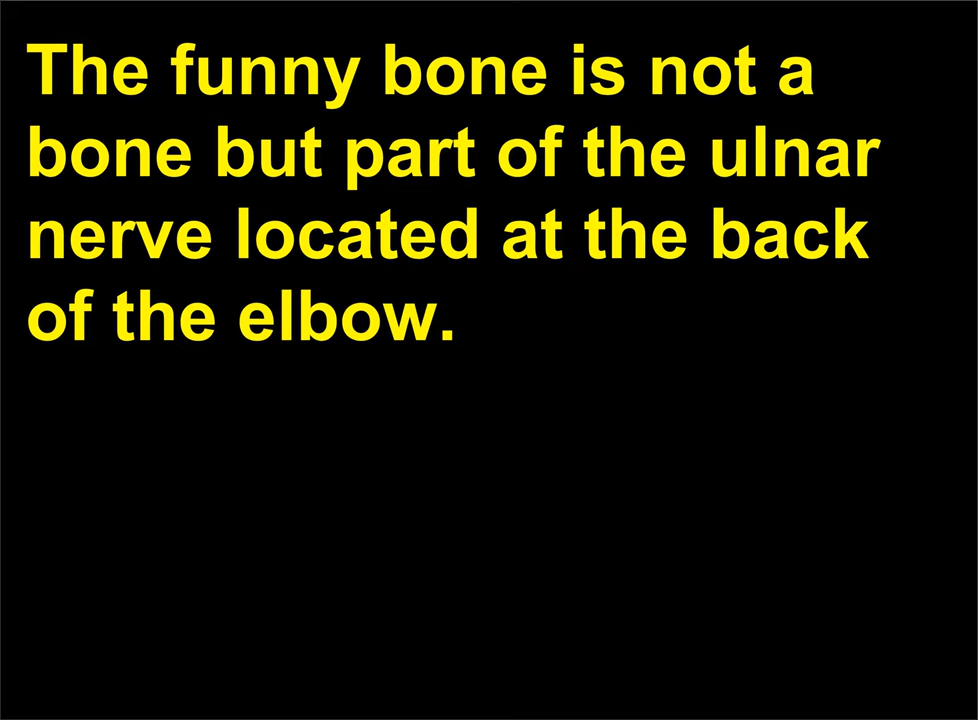 The funny bone is not a
bone but part of the ulnar
nerve located at the back
of the elbow.